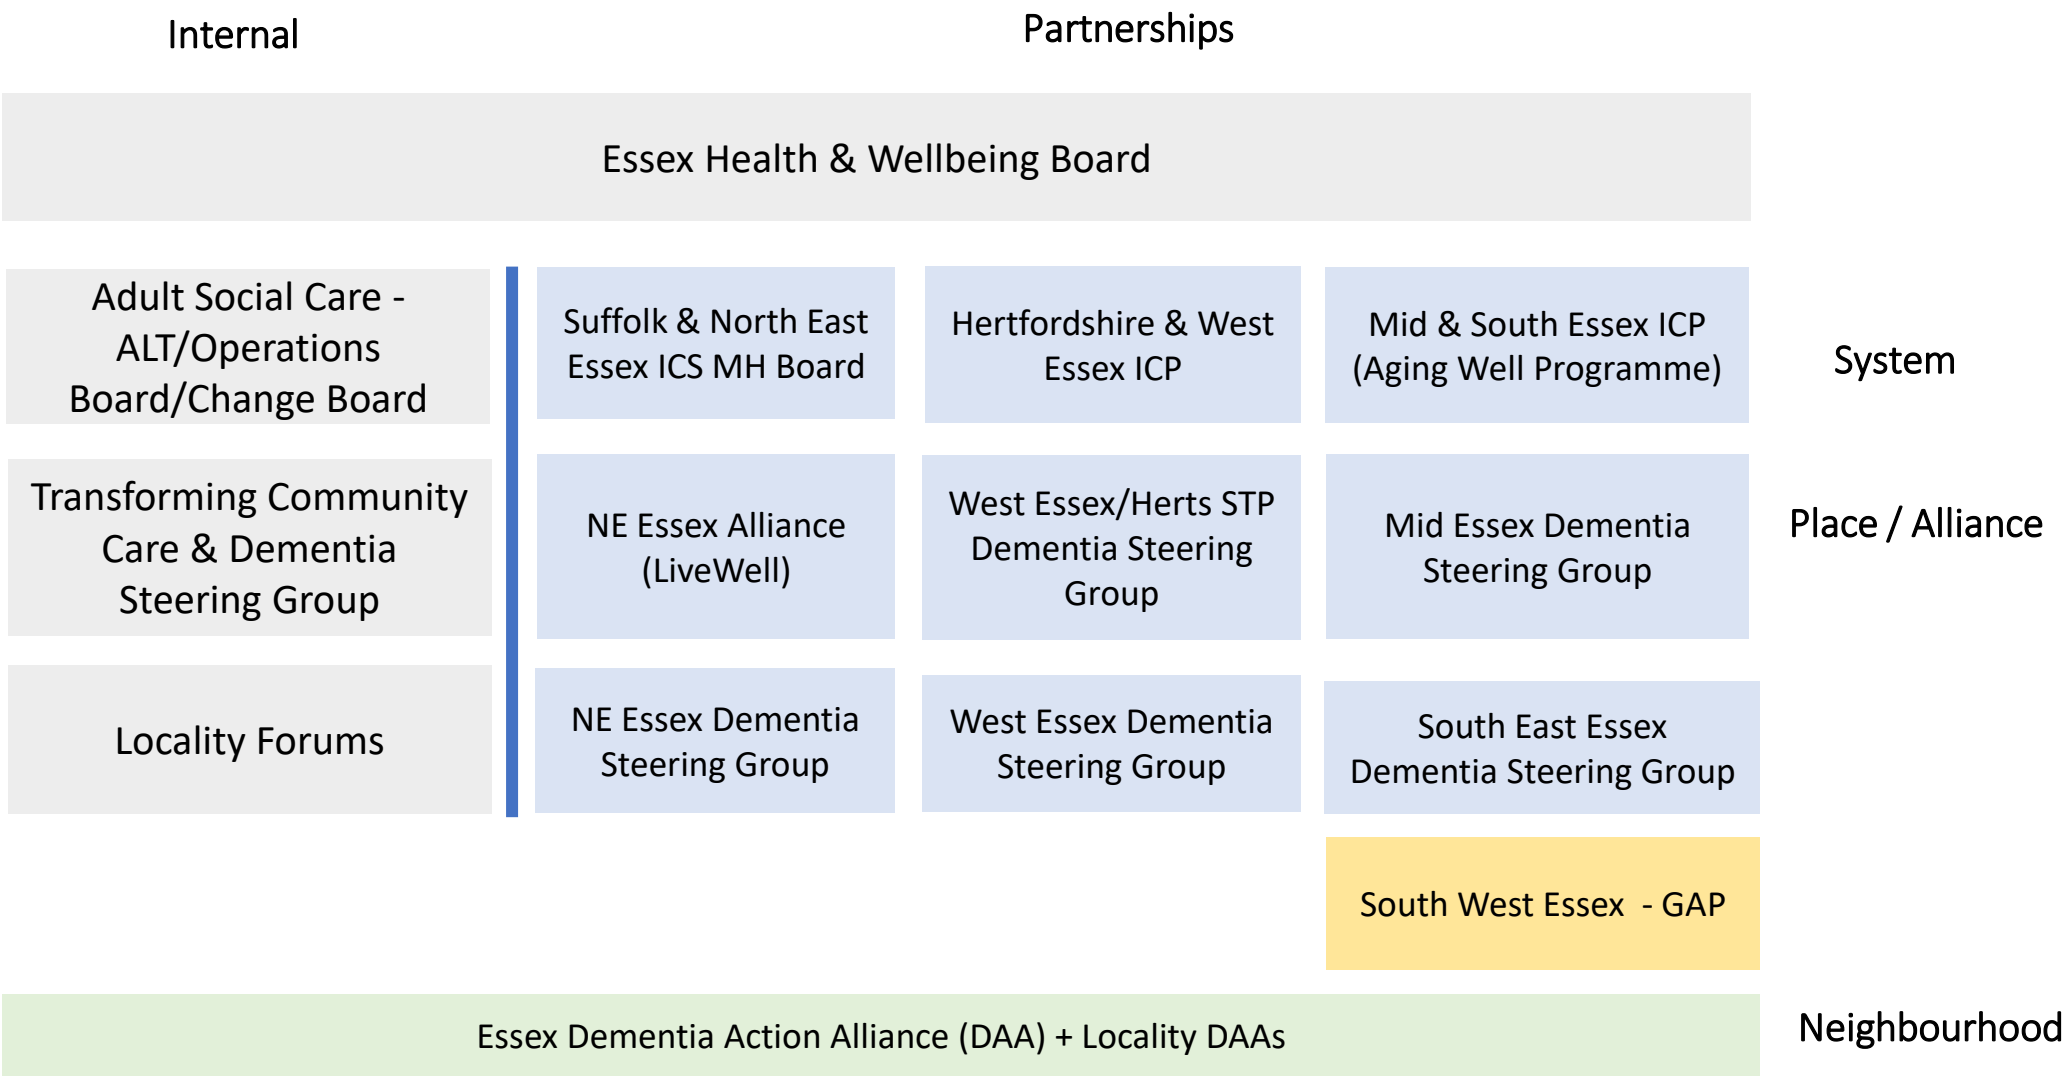 Internal
Partnerships
Essex Health & Wellbeing Board
Adult Social Care -
ALT/Operations
Board/Change Board
Suffolk & North East
Essex ICS MH Board
Hertfordshire & West
Essex ICP
Mid & South Essex ICP
(Aging Well Programme)
System
Transforming Community
Care & Dementia
Steering Group
NE Essex Alliance
(LiveWell)
West Essex/Herts STP
Dementia Steering
Group
Mid Essex Dementia
Steering Group
Place / Alliance
Locality Forums
NE Essex Dementia
Steering Group
West Essex Dementia
Steering Group
South East Essex
Dementia Steering Group
South West Essex  - GAP
Essex Dementia Action Alliance (DAA) + Locality DAAs
Neighbourhood